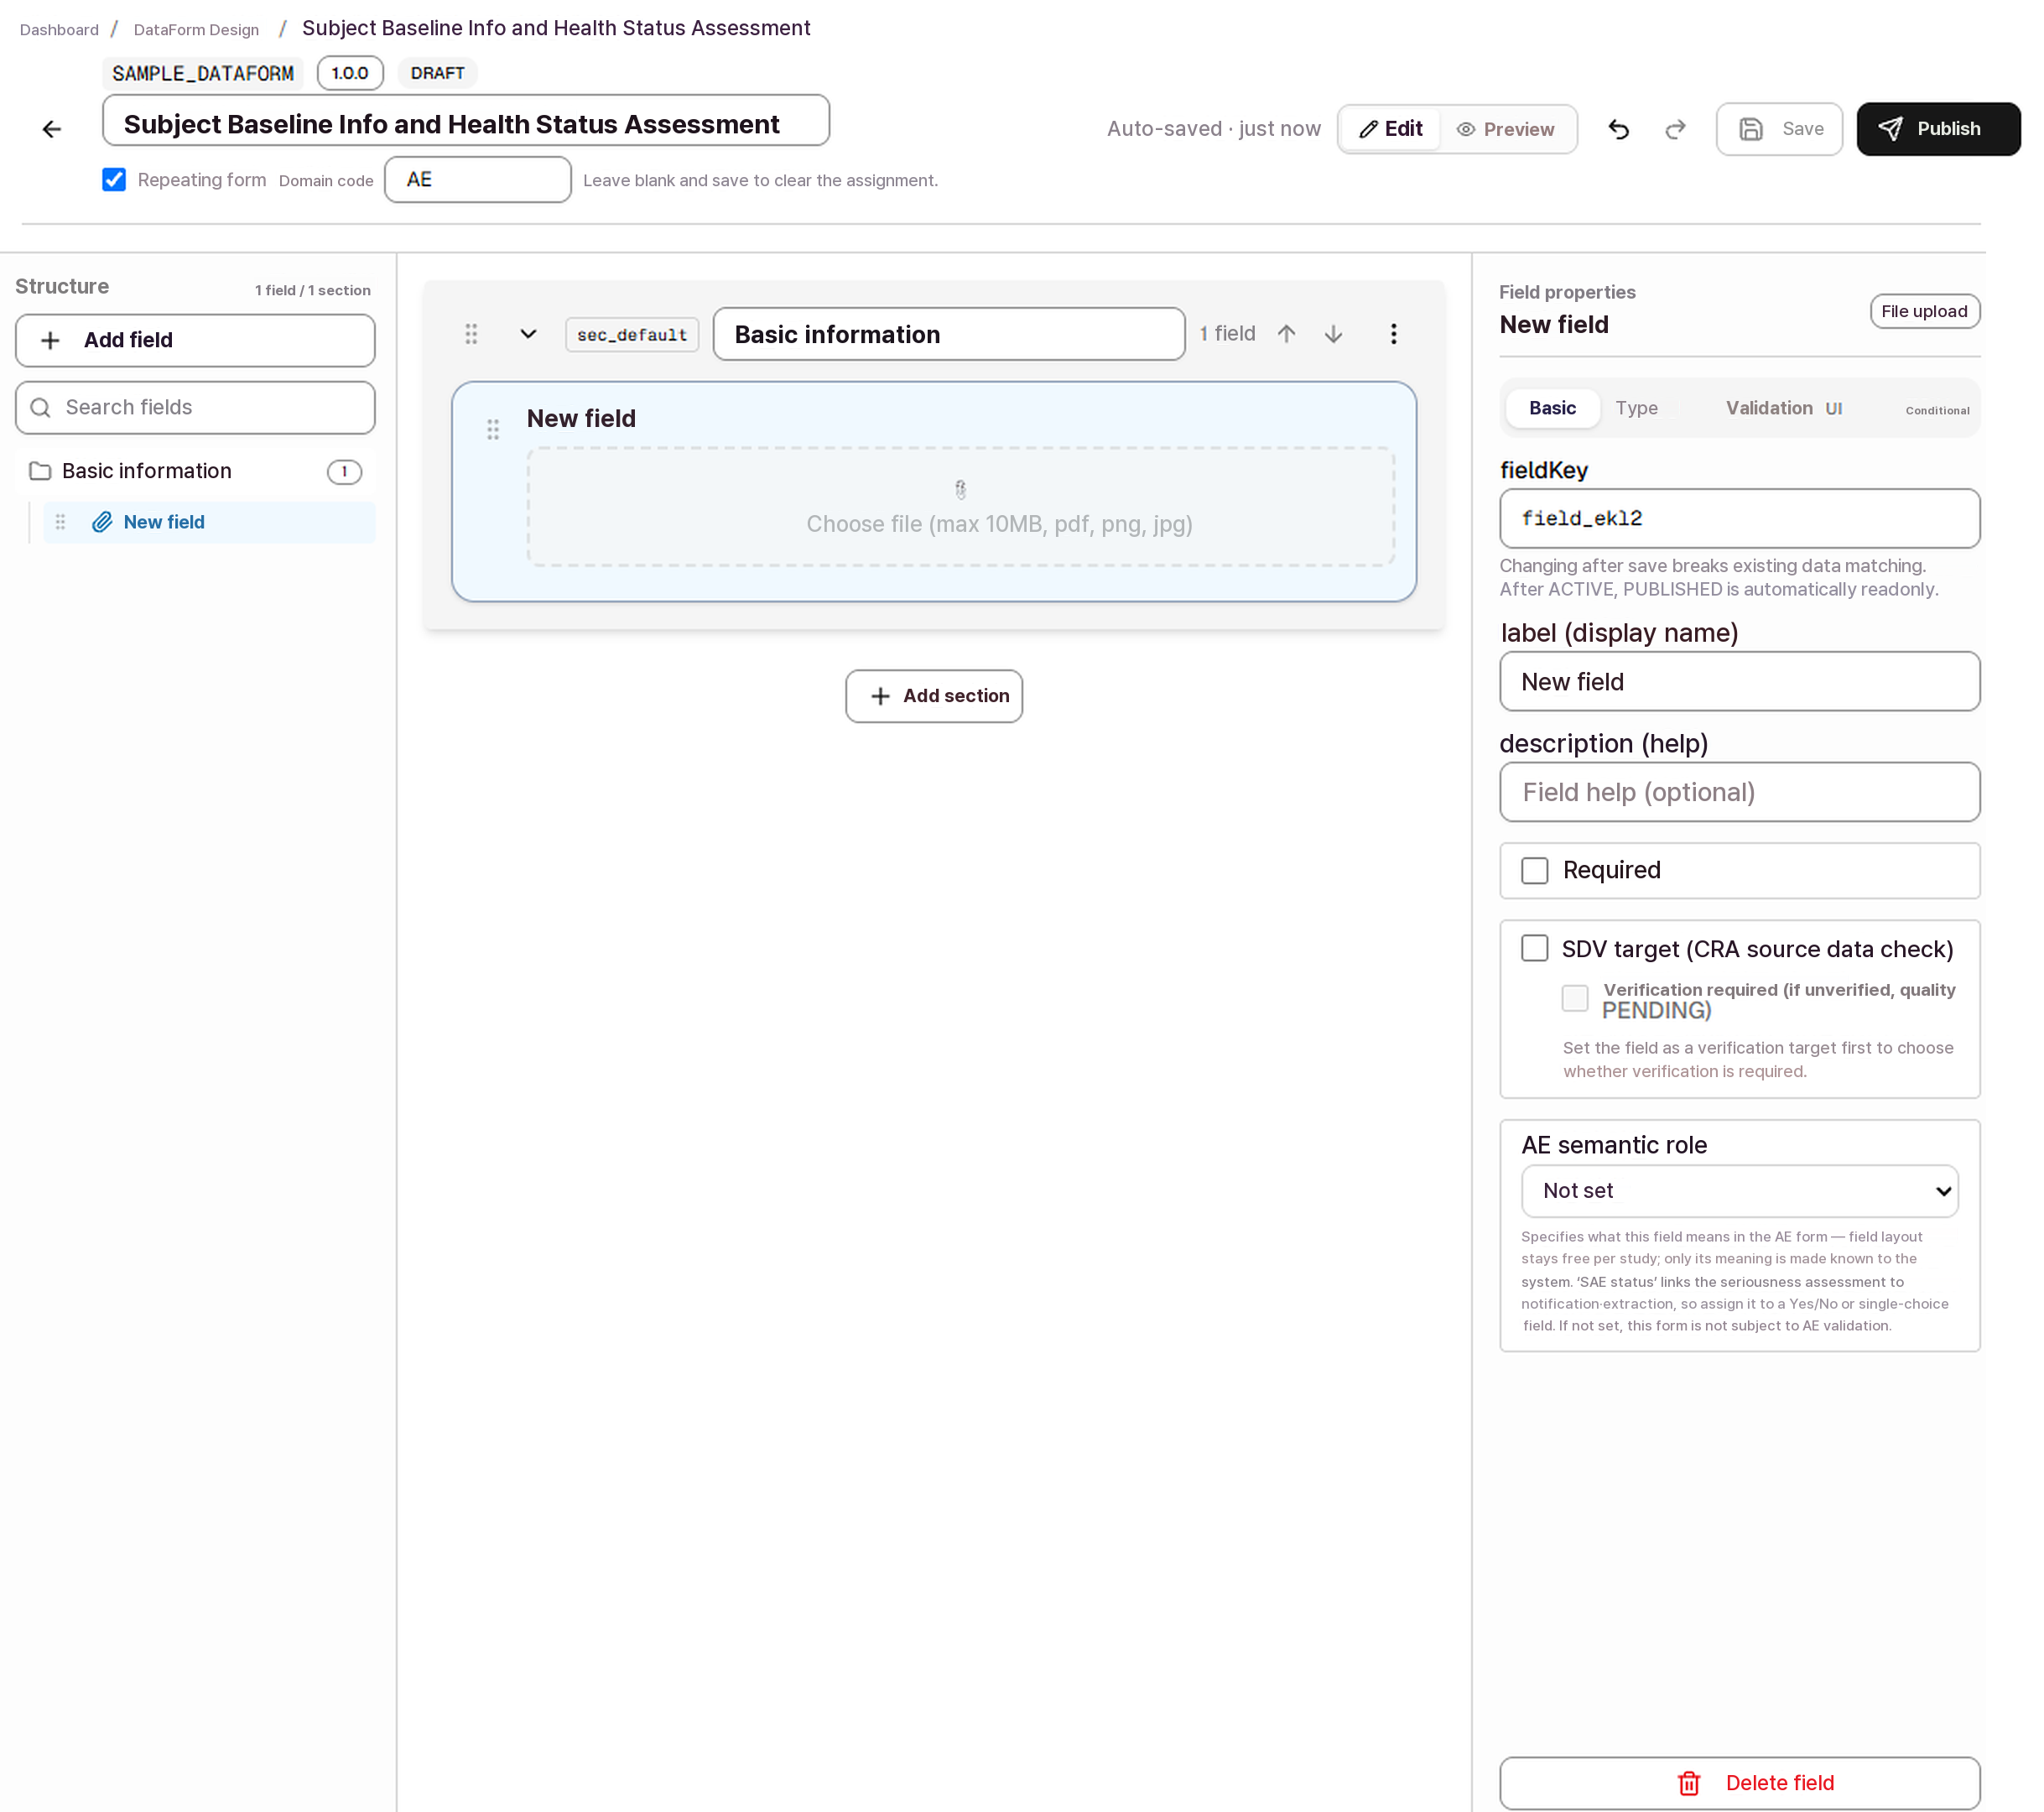 Dashboard / DataForm Design / Subject Baseline Info and Health Status Assessment
SAMPLE_DATAFORM 1.0.0 DRAFT
Subject Baseline Info and Health Status Assessment
Auto-saved · just now Edit Preview Save Publish
Repeating form Domain code AE Leave blank and save to clear the assignment.
Structure 1 field / 1 section
Add field
Search fields
Basic information 1
New field
sec_default Basic information 1 field
New field
Choose file (max 10MB, pdf, png, jpg)
Add section
Field properties
New field File upload
Basic Type Validation UI Conditional
fieldKey
field_ekl2
Changing after save breaks existing data matching.
After ACTIVE, PUBLISHED is automatically readonly.
label (display name)
New field
description (help)
Field help (optional)
Required
SDV target (CRA source data check)
Verification required (if unverified, quality
PENDING)
Set the field as a verification target first to choose
whether verification is required.
AE semantic role
Not set
Specifies what this field means in the AE form — field layout
stays free per study; only its meaning is made known to the
system. ‘SAE status’ links the seriousness assessment to
notification·extraction, so assign it to a Yes/No or single-choice
field. If not set, this form is not subject to AE validation.
Delete field